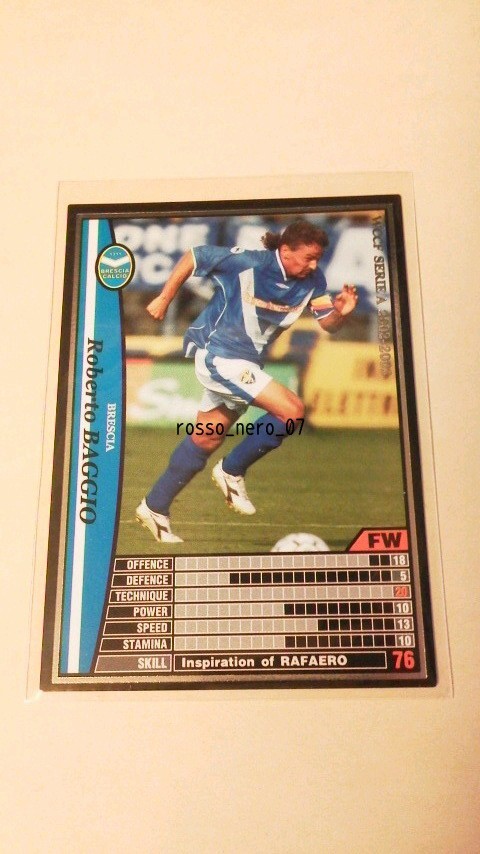 BRESCIA
CALCIO
WCCF SERIE A 2002-2003
Roberto BAGGIO
BRESCIA
rosso_nero_07
FW
OFFENCE 18
DEFENCE 5
TECHNIQUE 20
POWER 10
SPEED 13
STAMINA 10
SKILL Inspiration of RAFAERO 76